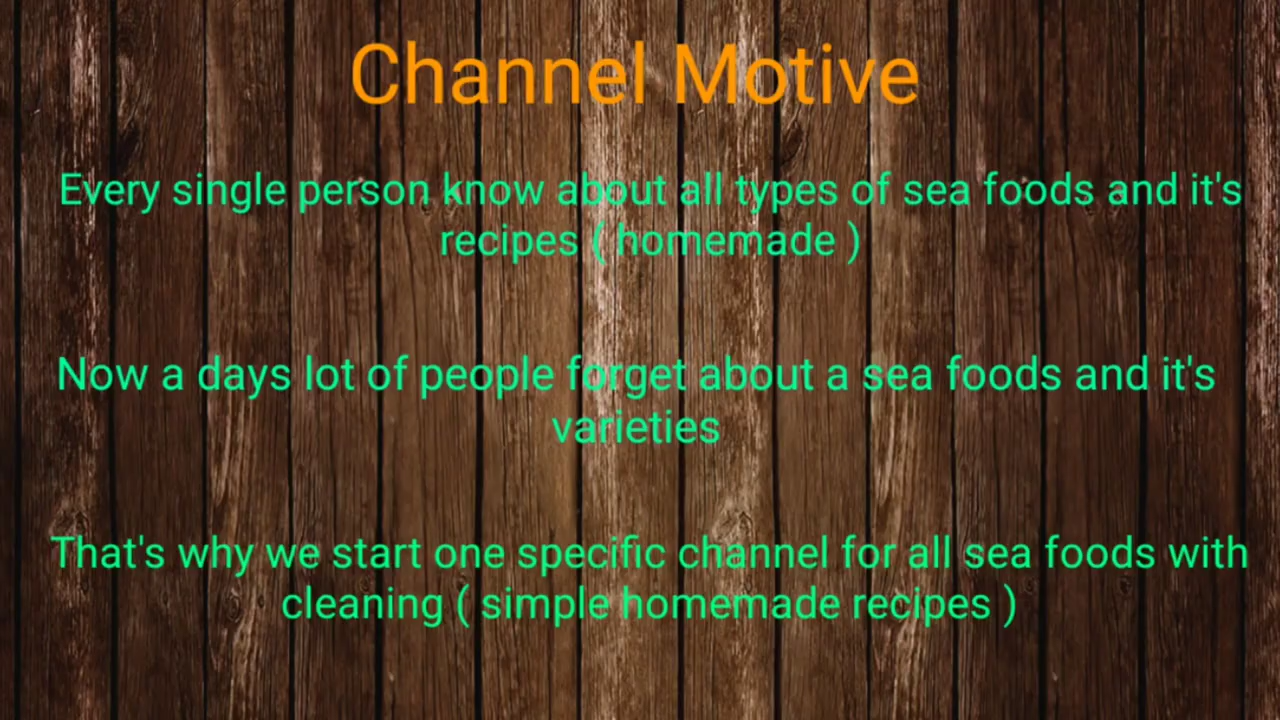 Channel Motive
Every single person know about all types of sea foods and it's
recipes ( homemade )
Now a days lot of people forget about a sea foods and it's
varieties
That's why we start one specific channel for all sea foods with
cleaning ( simple homemade recipes )